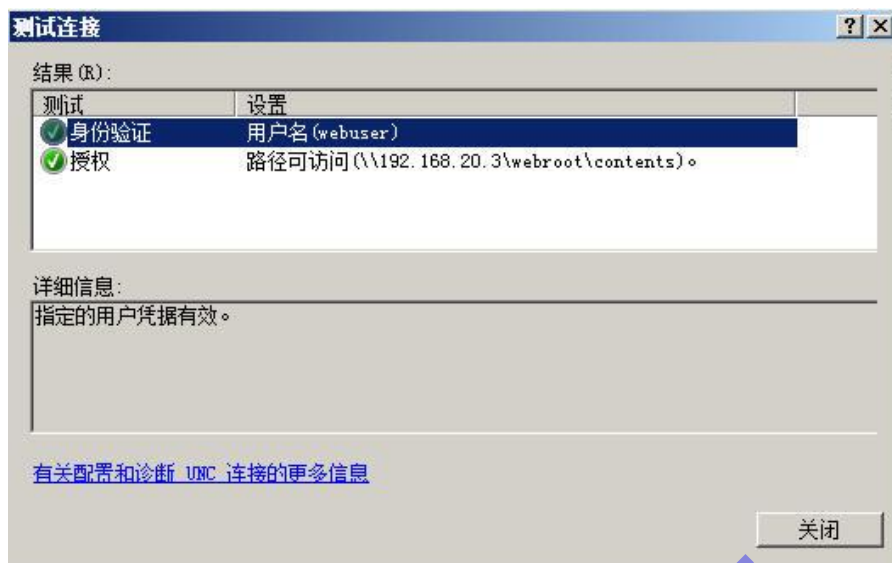 测试连接
结果(R):
测试 设置
身份验证 用户名(webuser)
授权 路径可访问(\\192.168.20.3\webroot\contents)。
详细信息:
指定的用户凭据有效。
有关配置和诊断 UNC 连接的更多信息
关闭